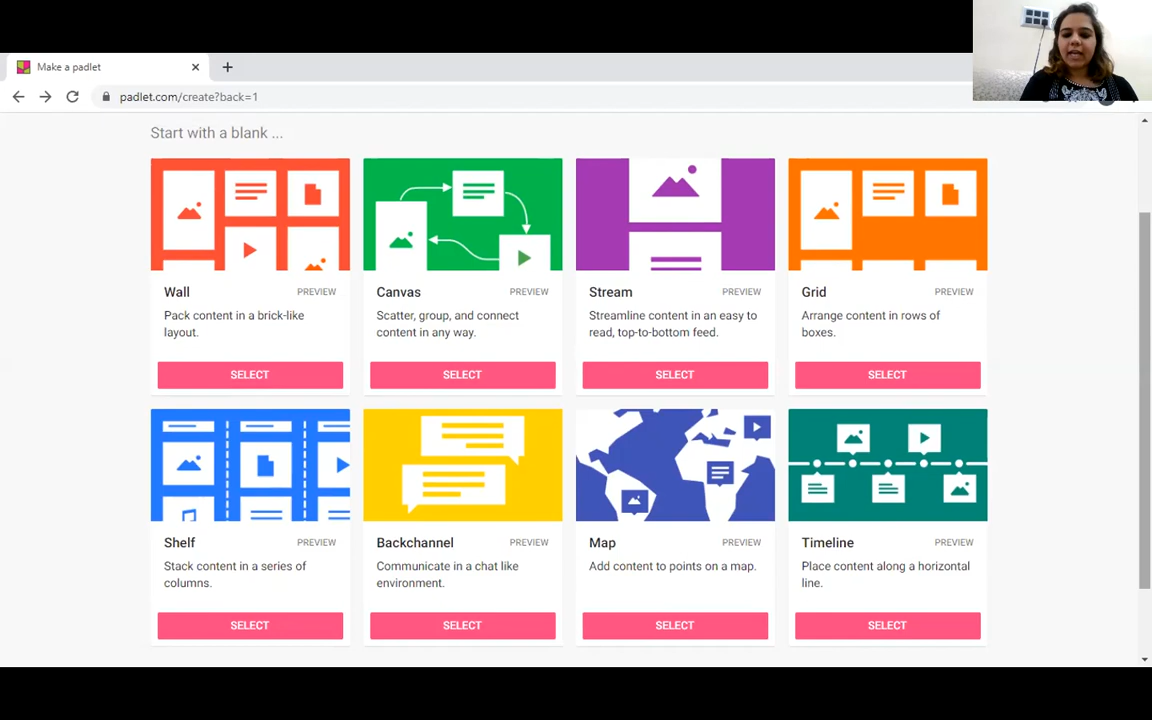 Make a padlet
padlet.com/create?back=1
Start with a blank ...
Wall PREVIEW
Pack content in a brick-like
layout.
SELECT
Canvas PREVIEW
Scatter, group, and connect
content in any way.
SELECT
Stream PREVIEW
Streamline content in an easy to
read, top-to-bottom feed.
SELECT
Grid PREVIEW
Arrange content in rows of
boxes.
SELECT
Shelf PREVIEW
Stack content in a series of
columns.
SELECT
Backchannel PREVIEW
Communicate in a chat like
environment.
SELECT
Map PREVIEW
Add content to points on a map.
SELECT
Timeline PREVIEW
Place content along a horizontal
line.
SELECT